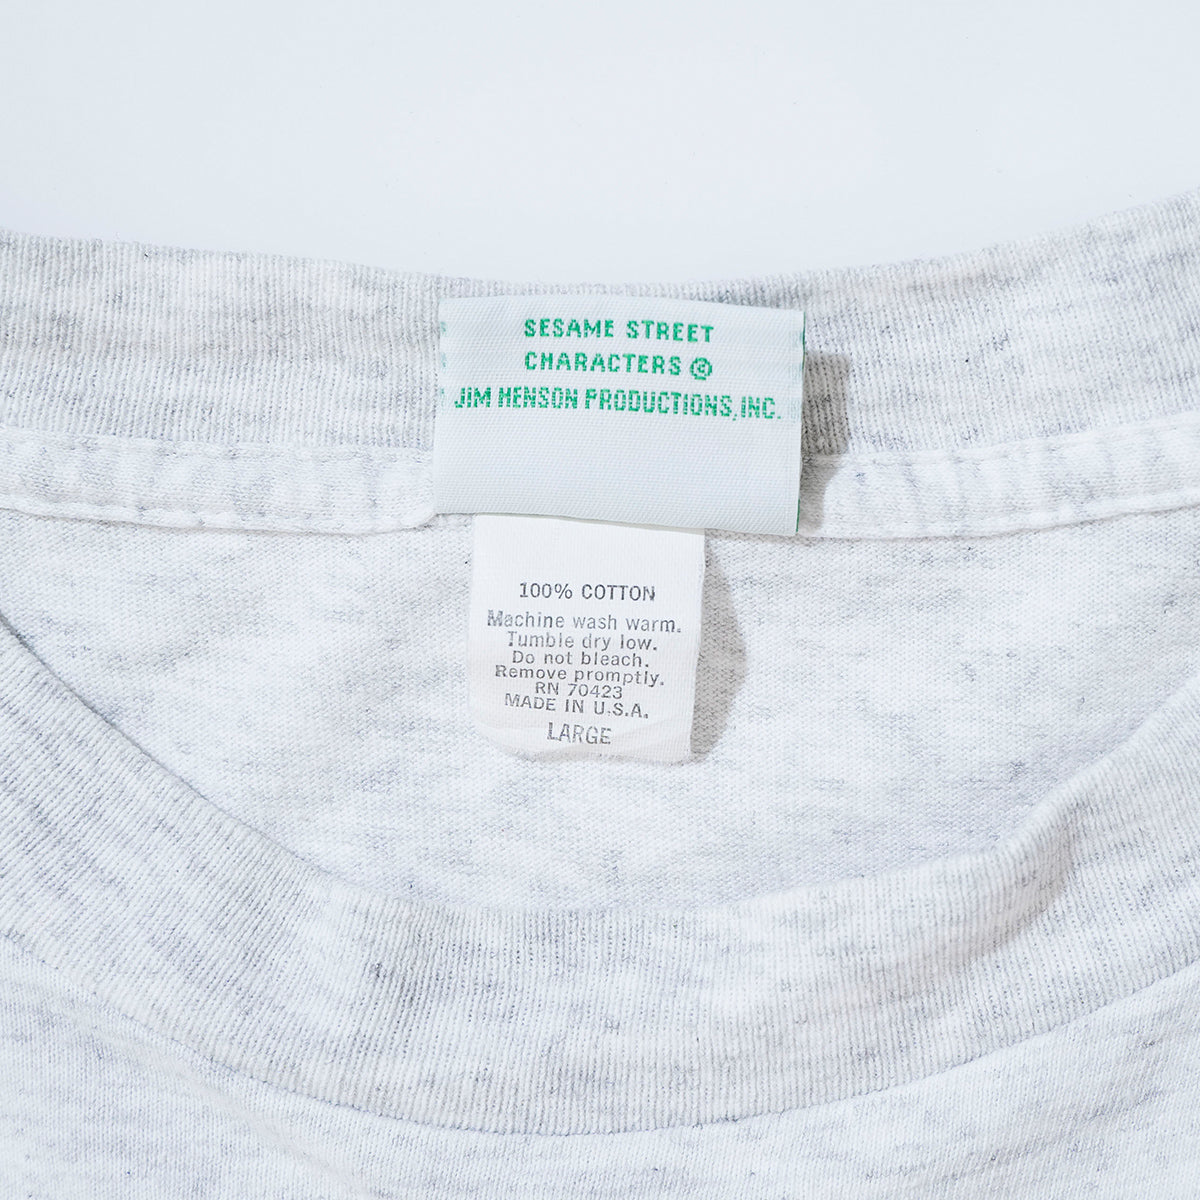 SESAME STREET
CHARACTERS ©
JIM HENSON PRODUCTIONS, INC.
100% COTTON
Machine wash warm.
Tumble dry low.
Do not bleach.
Remove promptly.
RN 70423
MADE IN U.S.A.
LARGE